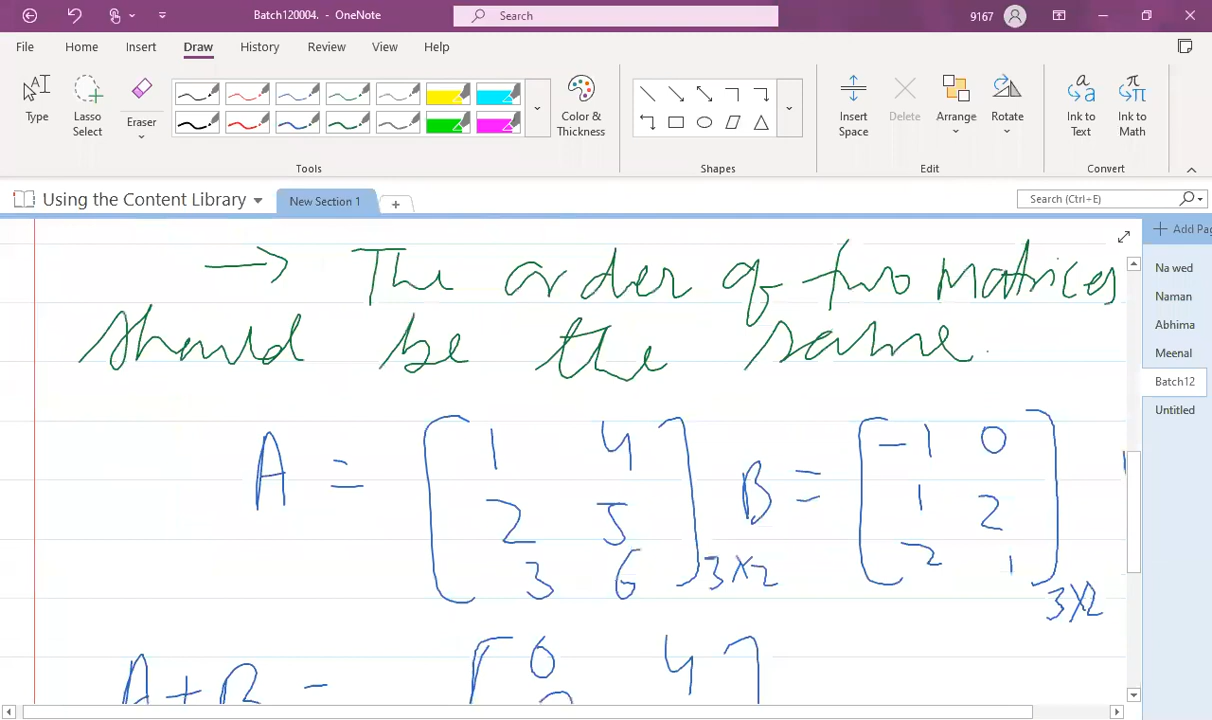 Batch120004. - OneNote
Search
9167
File Home Insert Draw History Review View Help
Type
Lasso Select
Eraser
Color & Thickness
Insert Space
Delete
Arrange
Rotate
Ink to Text
Ink to Math
Tools
Shapes
Edit
Convert
Using the Content Library
New Section 1
Search (Ctrl+E)
Add Pag
Na wed
Naman
Abhima
Meenal
Batch12
Untitled
→ The order of two Matrices
should be the same.
A = [ 1 4
2 5
3 6 ] 3×2
B = [ -1 0
1 2
2 1 ] 3×2
A + B = [ 0 4 ]